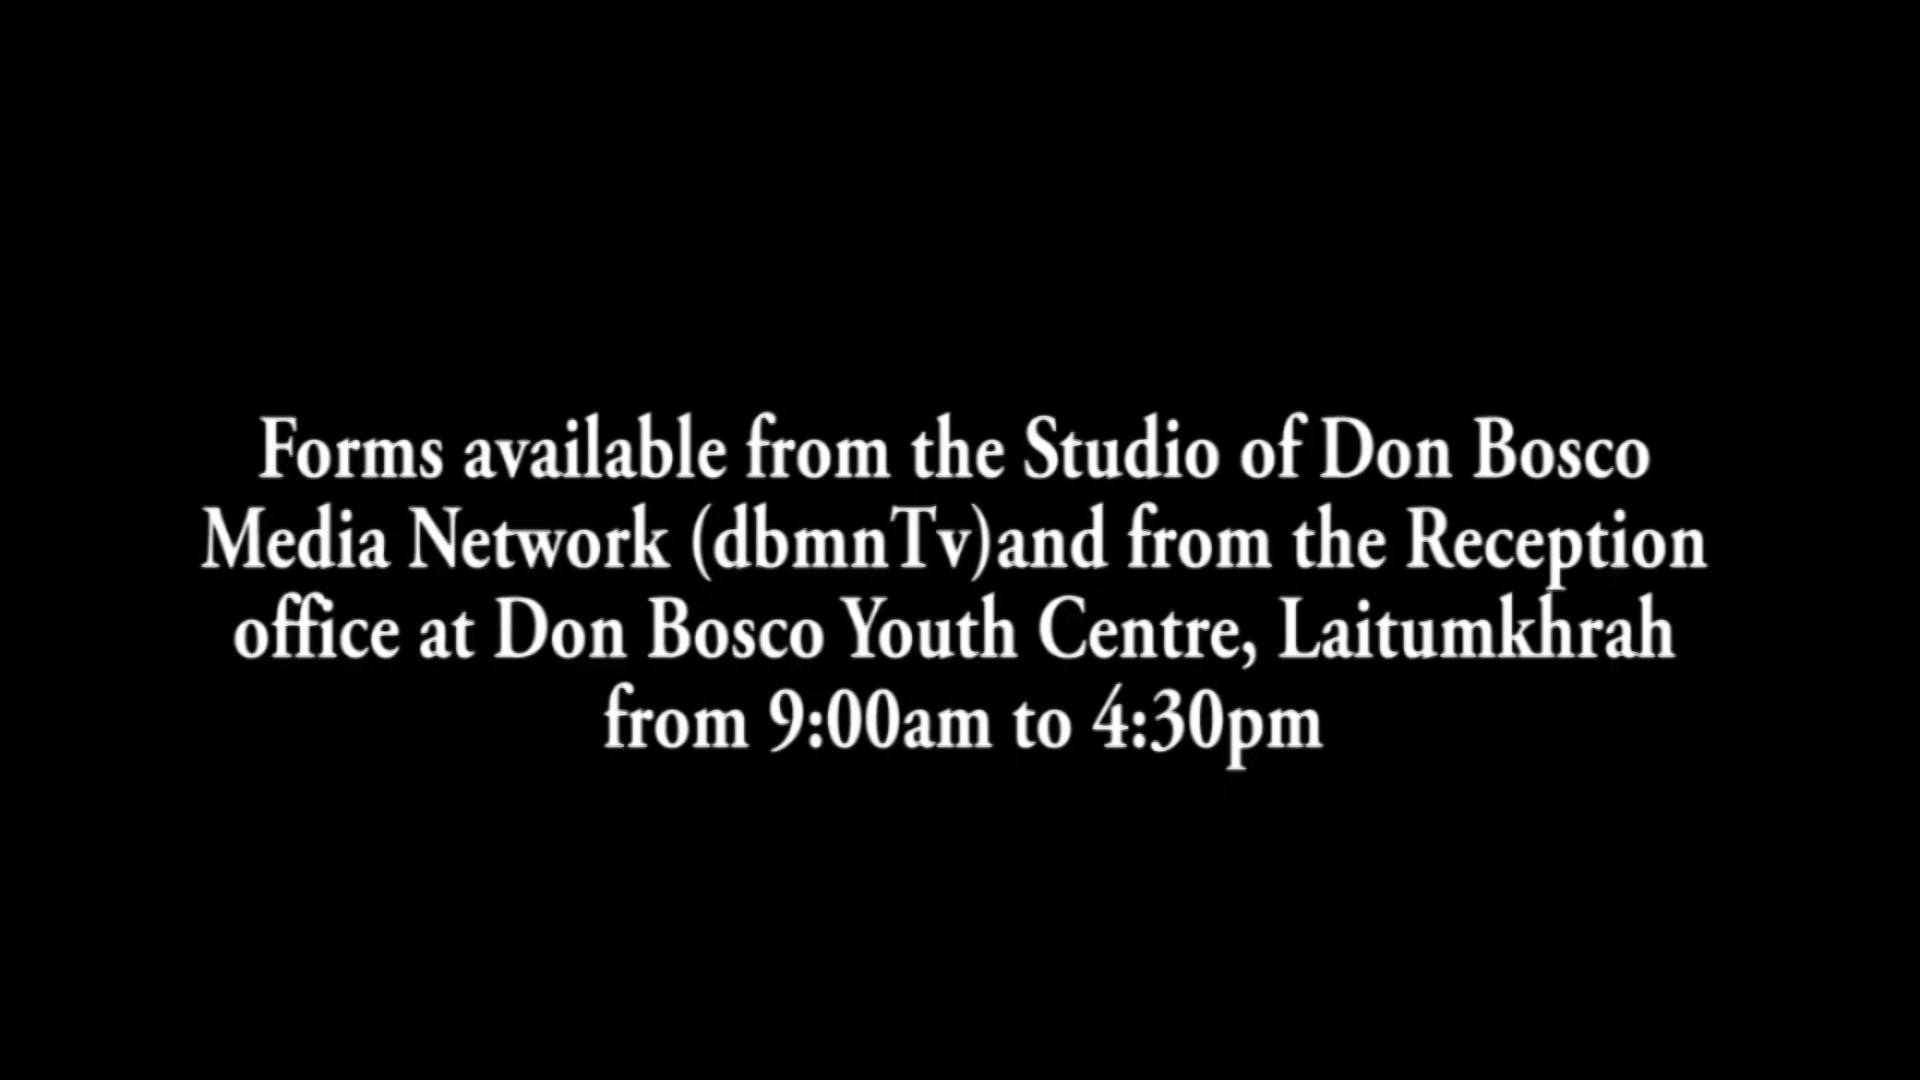 Forms available from the Studio of Don Bosco
Media Network (dbmnTv)and from the Reception
office at Don Bosco Youth Centre, Laitumkhrah
from 9:00am to 4:30pm